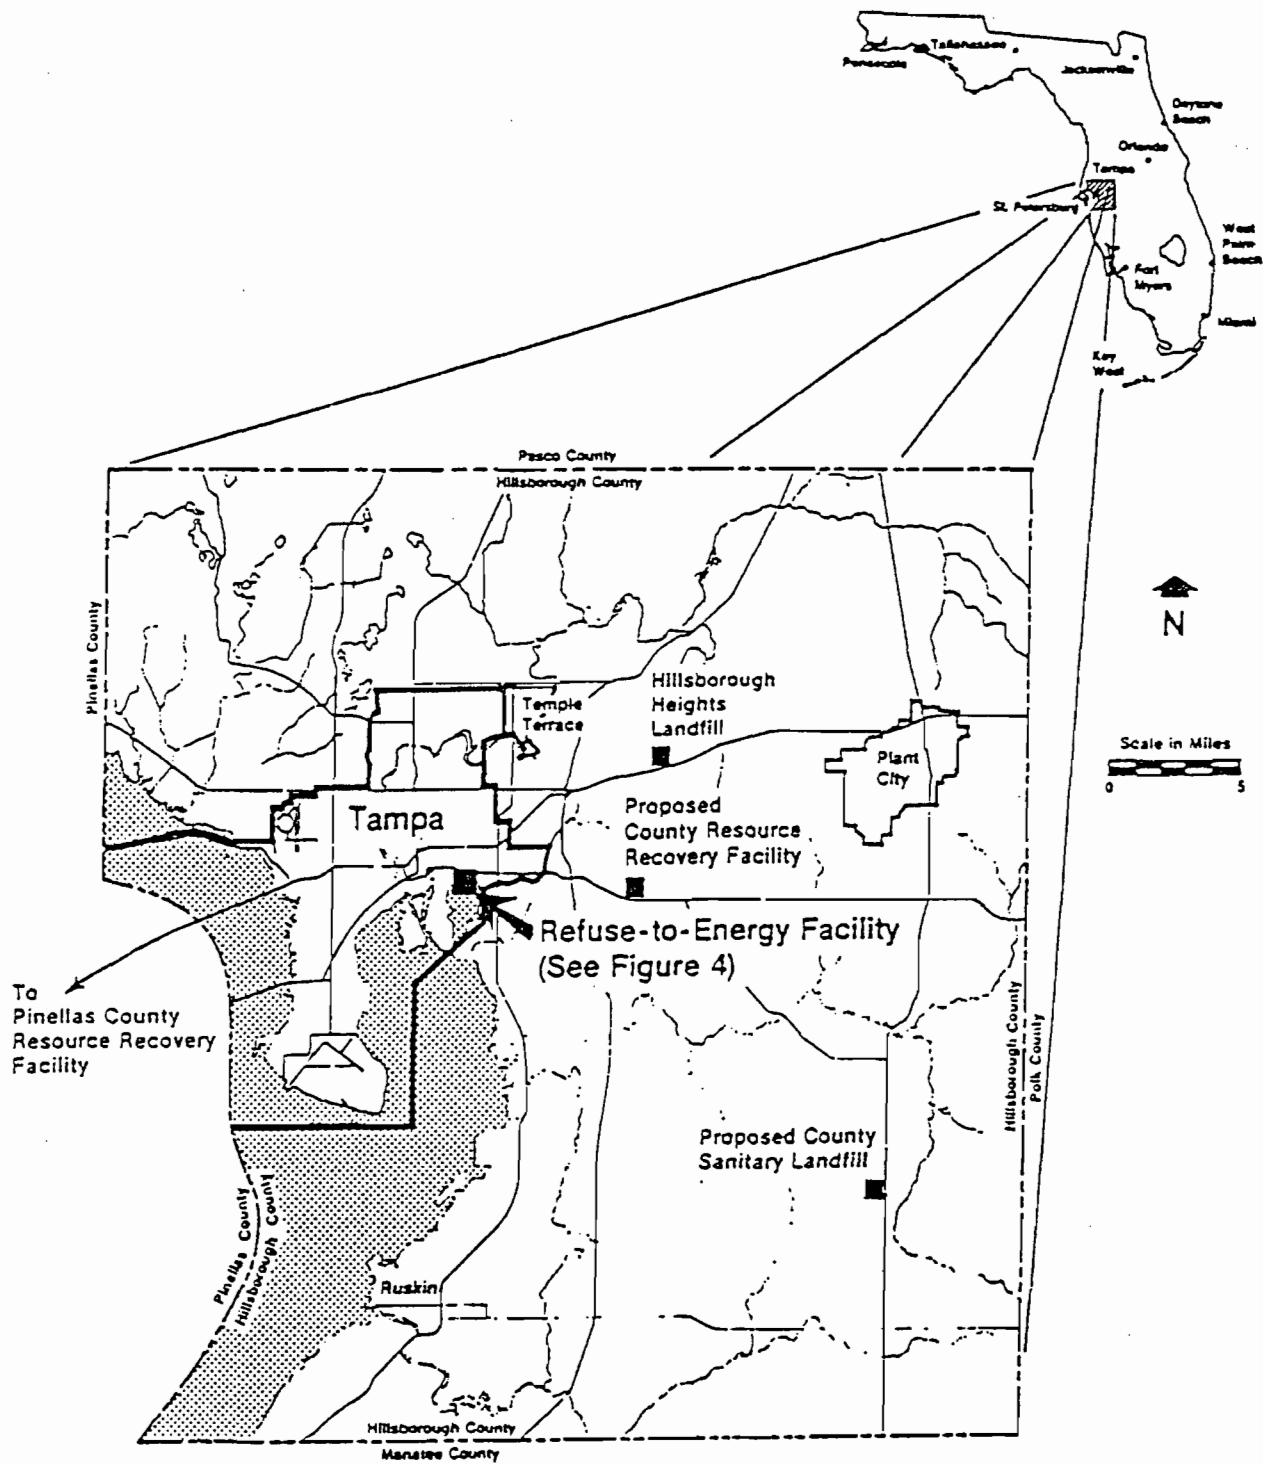 Tallahassee
Pensacola
Jacksonville
Daytona
Beach
Orlando
Tampa
St. Petersburg
West
Palm
Beach
Fort
Myers
Miami
Key
West
Pasco County
Hillsborough County
Pinellas County
N
Hillsborough
Heights
Landfill
Temple
Terrace
Plant
City
Scale in Miles
0 5
Proposed
County Resource
Recovery Facility
Tampa
Refuse-to-Energy Facility
(See Figure 4)
To
Pinellas County
Resource Recovery
Facility
Hillsborough County
Polk County
Proposed County
Sanitary Landfill
Pinellas County
Hillsborough County
Ruskin
Hillsborough County
Manatee County